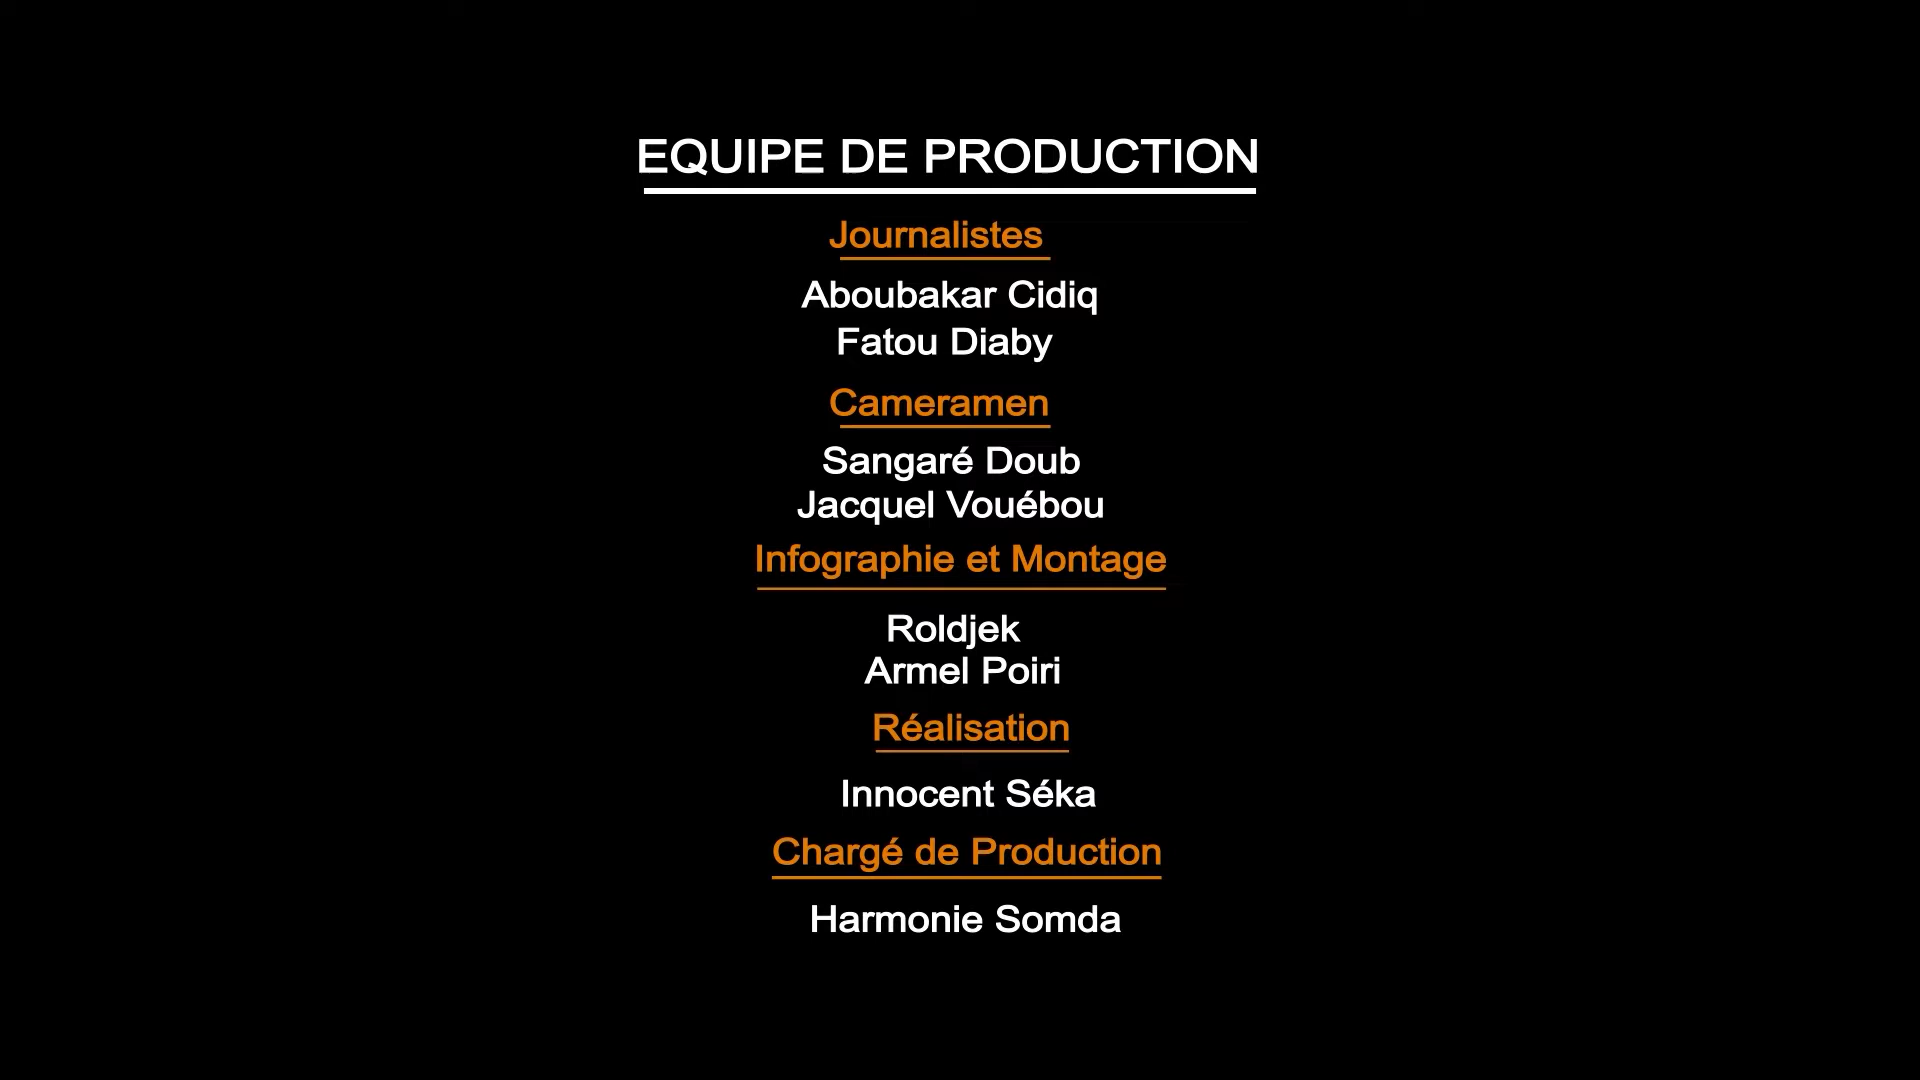 EQUIPE DE PRODUCTION
Journalistes
Aboubakar Cidiq
Fatou Diaby
Cameramen
Sangaré Doub
Jacquel Vouébou
Infographie et Montage
Roldjek
Armel Poiri
Réalisation
Innocent Séka
Chargé de Production
Harmonie Somda